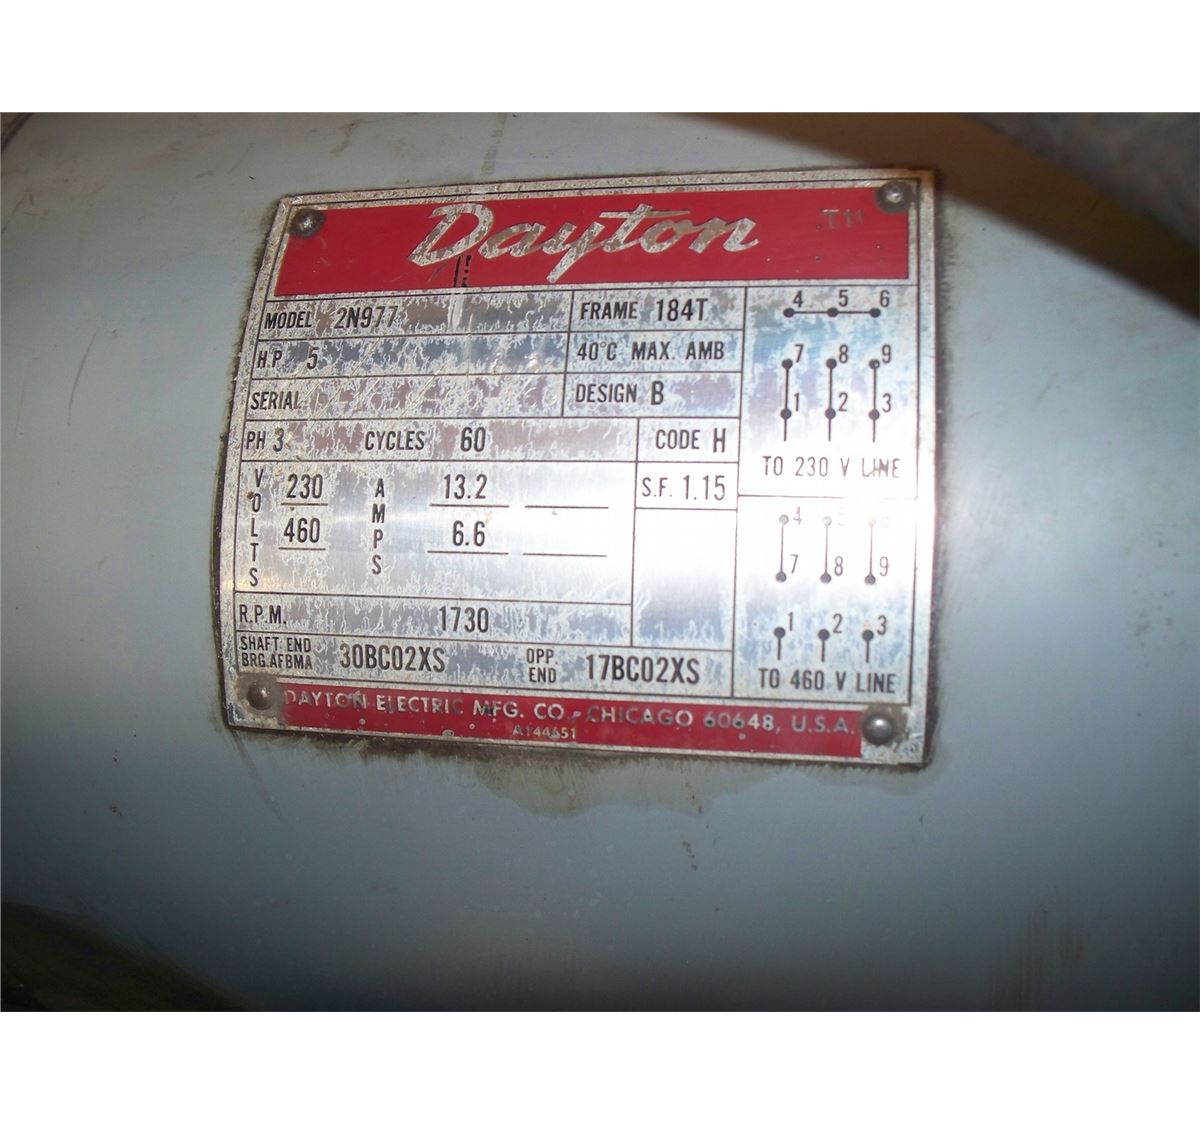 Dayton
MODEL 2N977
FRAME 184T
H.P. 5
40°C MAX. AMB
SERIAL
DESIGN B
PH 3 CYCLES 60
CODE H
VOLTS 230 460
AMPS 13.2 6.6
S.F. 1.15
R.P.M. 1730
SHAFT END BRG.AFBMA 30BC02XS
OPP. END 17BC02XS
4 5 6
7 8 9
1 2 3
TO 230 V LINE
4 5 6
7 8 9
1 2 3
TO 460 V LINE
DAYTON ELECTRIC MFG. CO., CHICAGO 60648, U.S.A.
A144651